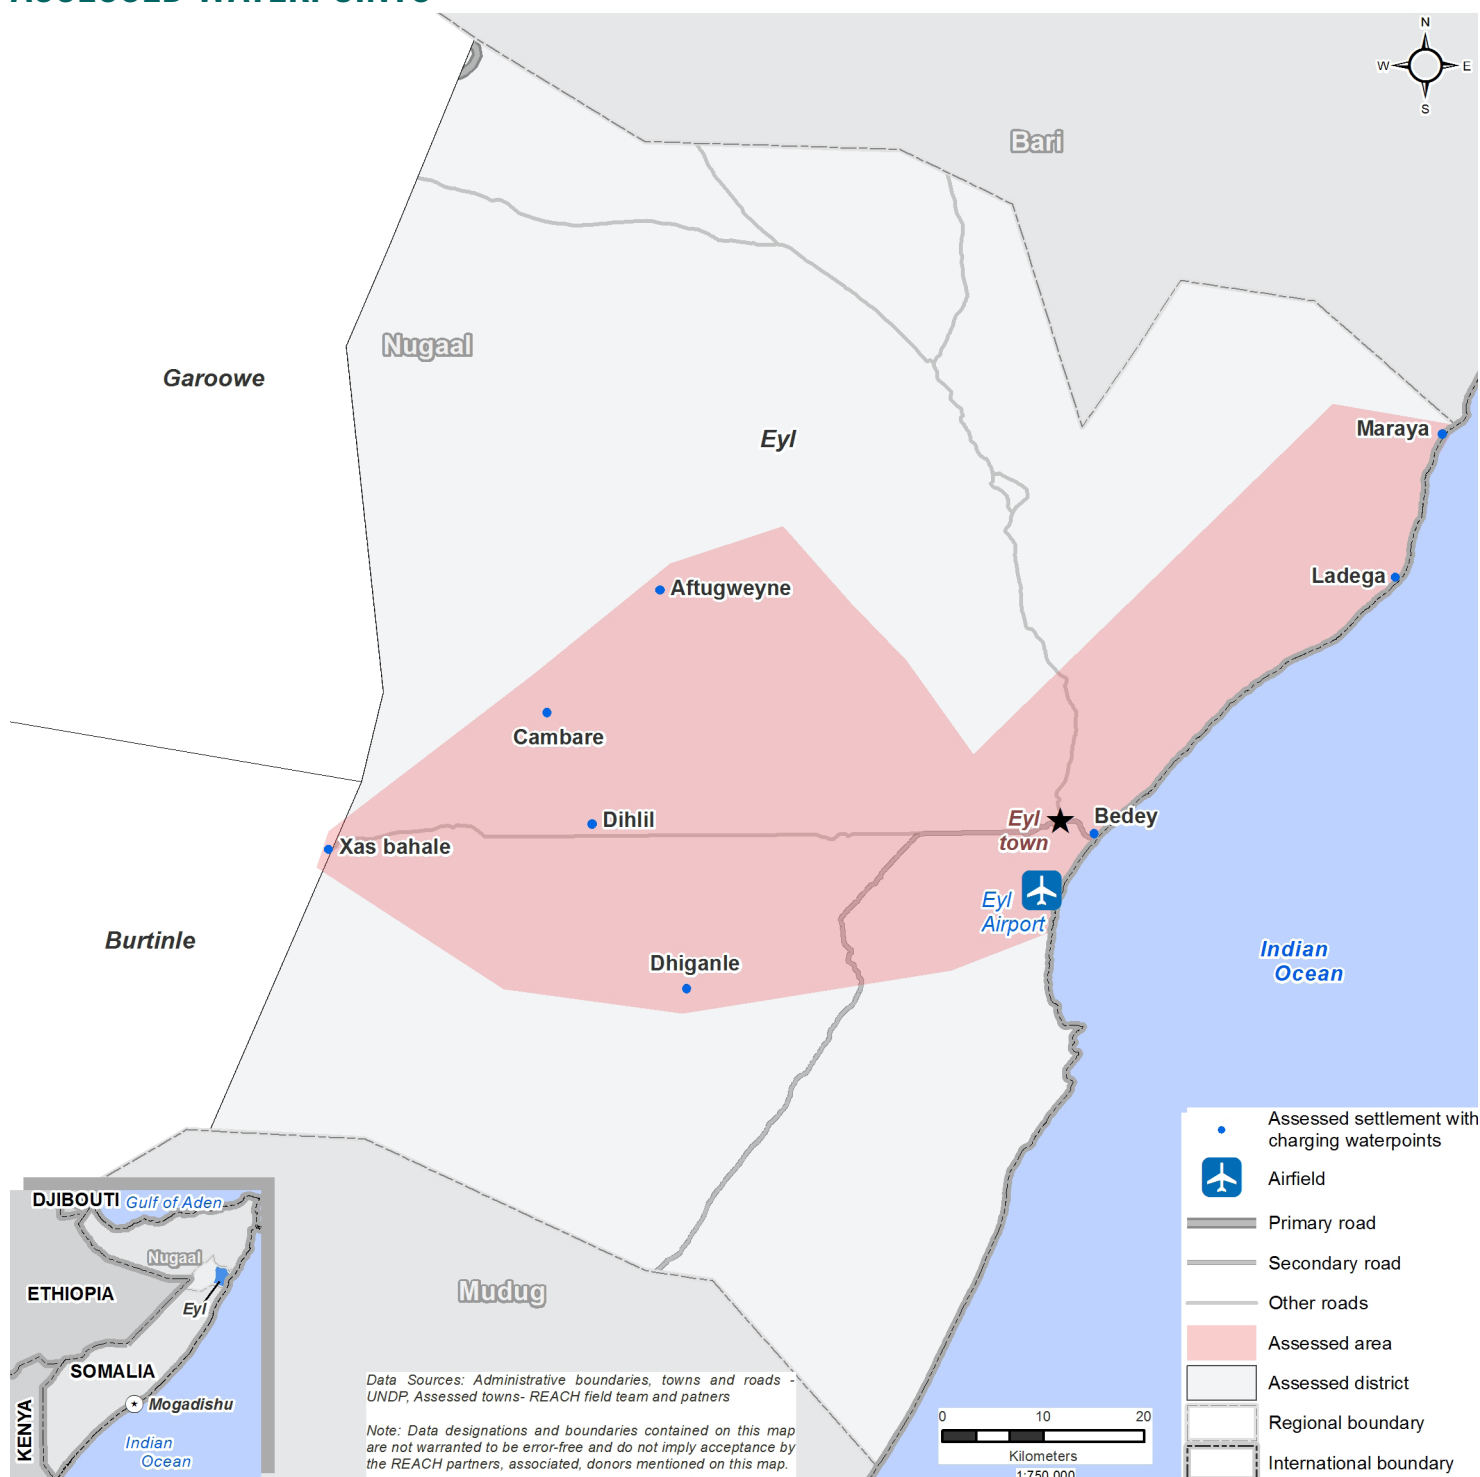 ASSESSED WATERPOINTS
N
W
E
S
Bari
Nugaal
Garoowe
Eyl
Maraya
Ladega
Aftugweyne
Cambare
Dihlil
Xas bahale
Eyl
town
Bedey
Eyl
Airport
Burtinle
Dhiganle
Indian
Ocean
Mudug
DJIBOUTI
Gulf of Aden
Nugaal
ETHIOPIA
Eyl
SOMALIA
Mogadishu
KENYA
Indian
Ocean
Data Sources: Administrative boundaries, towns and roads -
UNDP, Assessed towns- REACH field team and patners
Note: Data designations and boundaries contained on this map
are not warranted to be error-free and do not imply acceptance by
the REACH partners, associated, donors mentioned on this map.
0 10 20
Kilometers
1:750,000
Assessed settlement with
charging waterpoints
Airfield
Primary road
Secondary road
Other roads
Assessed area
Assessed district
Regional boundary
International boundary